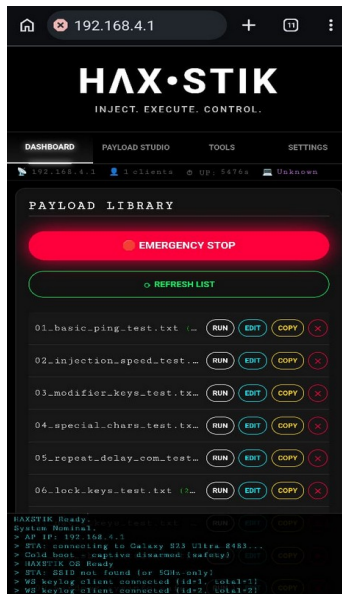 192.168.4.1
11
HΛX•STIK
INJECT. EXECUTE. CONTROL.
DASHBOARD PAYLOAD STUDIO TOOLS SETTINGS
192.168.4.1 1 clients UP: 5476s Unknown
PAYLOAD LIBRARY
EMERGENCY STOP
⟳ REFRESH LIST
01_basic_ping_test.txt (… RUN EDIT COPY ×
02_injection_speed_test.… RUN EDIT COPY ×
03_modifier_keys_test.tx… RUN EDIT COPY ×
04_special_chars_test.tx… RUN EDIT COPY ×
05_repeat_delay_com_test… RUN EDIT COPY ×
06_lock_keys_test.txt (2… RUN EDIT COPY ×
HAXSTIK Ready.
System Nominal.
> AP IP: 192.168.4.1
> STA: connecting to Galaxy S23 Ultra 8483...
> Cold boot - captive disarmed (safety)
> HAXSTIK OS Ready
> STA: SSID not found (or 5GHz-only)
> WS keylog client connected (id=1, total=1)
> WS keylog client connected (id=2, total=2)